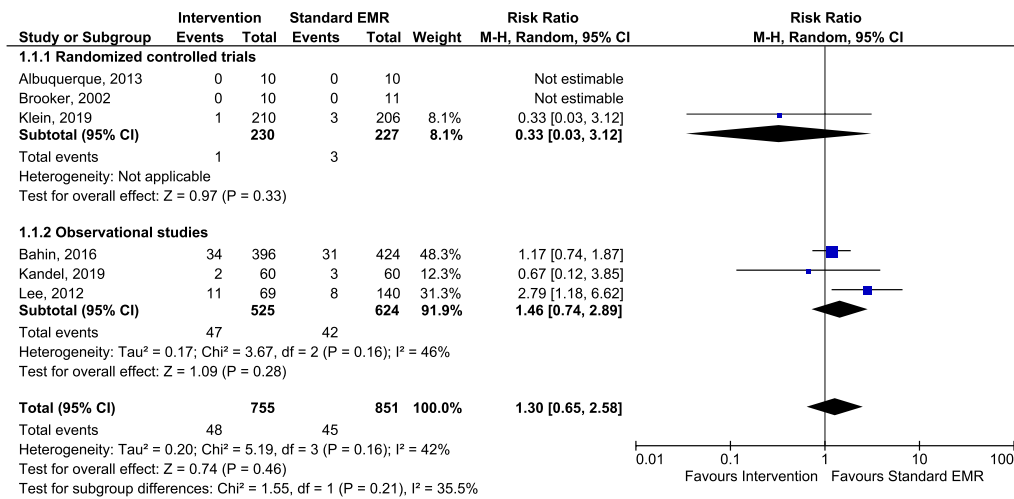 Intervention Standard EMR Risk Ratio Risk Ratio
Study or Subgroup Events Total Events Total Weight M-H, Random, 95% CI M-H, Random, 95% CI
1.1.1 Randomized controlled trials
Albuquerque, 2013 0 10 0 10 Not estimable
Brooker, 2002 0 10 0 11 Not estimable
Klein, 2019 1 210 3 206 8.1% 0.33 [0.03, 3.12]
Subtotal (95% CI) 230 227 8.1% 0.33 [0.03, 3.12]
Total events 1 3
Heterogeneity: Not applicable
Test for overall effect: Z = 0.97 (P = 0.33)
1.1.2 Observational studies
Bahin, 2016 34 396 31 424 48.3% 1.17 [0.74, 1.87]
Kandel, 2019 2 60 3 60 12.3% 0.67 [0.12, 3.85]
Lee, 2012 11 69 8 140 31.3% 2.79 [1.18, 6.62]
Subtotal (95% CI) 525 624 91.9% 1.46 [0.74, 2.89]
Total events 47 42
Heterogeneity: Tau² = 0.17; Chi² = 3.67, df = 2 (P = 0.16); I² = 46%
Test for overall effect: Z = 1.09 (P = 0.28)
Total (95% CI) 755 851 100.0% 1.30 [0.65, 2.58]
Total events 48 45
Heterogeneity: Tau² = 0.20; Chi² = 5.19, df = 3 (P = 0.16); I² = 42%
Test for overall effect: Z = 0.74 (P = 0.46)
Test for subgroup differences: Chi² = 1.55, df = 1 (P = 0.21), I² = 35.5%
0.01 0.1 1 10 100
Favours Intervention Favours Standard EMR